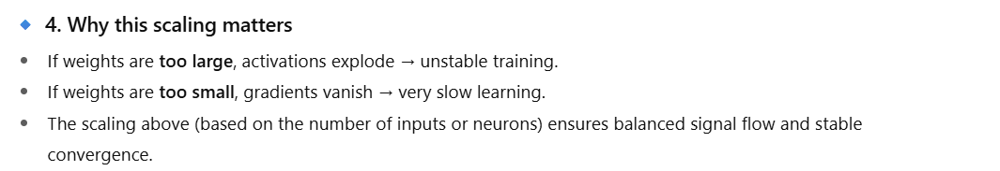 4. Why this scaling matters
If weights are too large, activations explode → unstable training.
If weights are too small, gradients vanish → very slow learning.
The scaling above (based on the number of inputs or neurons) ensures balanced signal flow and stable
convergence.